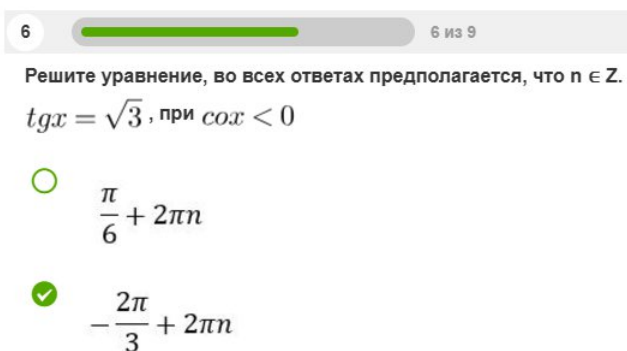 6 6 из 9
Решите уравнение, во всех ответах предполагается, что n ∈ Z.
tgx = √3 , при cox < 0
π/6 + 2πn
−2π/3 + 2πn